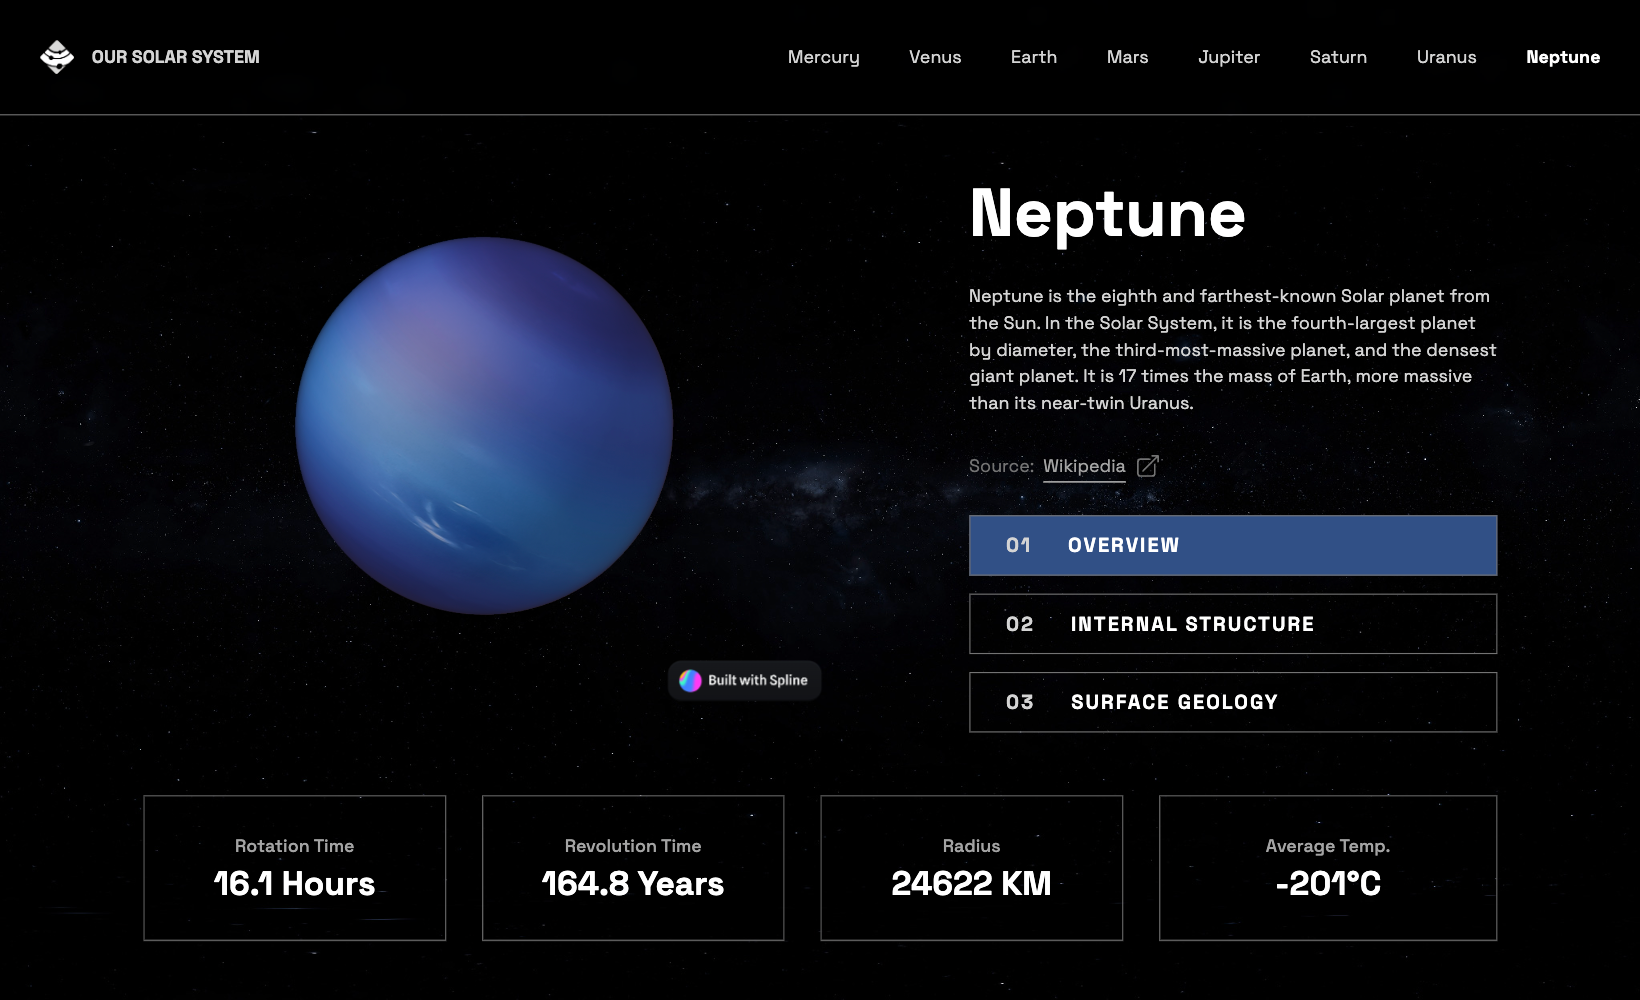 OUR SOLAR SYSTEM
Mercury Venus Earth Mars Jupiter Saturn Uranus Neptune
Neptune
Neptune is the eighth and farthest-known Solar planet from
the Sun. In the Solar System, it is the fourth-largest planet
by diameter, the third-most-massive planet, and the densest
giant planet. It is 17 times the mass of Earth, more massive
than its near-twin Uranus.
Source: Wikipedia
01 OVERVIEW
02 INTERNAL STRUCTURE
03 SURFACE GEOLOGY
Built with Spline
Rotation Time
16.1 Hours
Revolution Time
164.8 Years
Radius
24622 KM
Average Temp.
-201°C